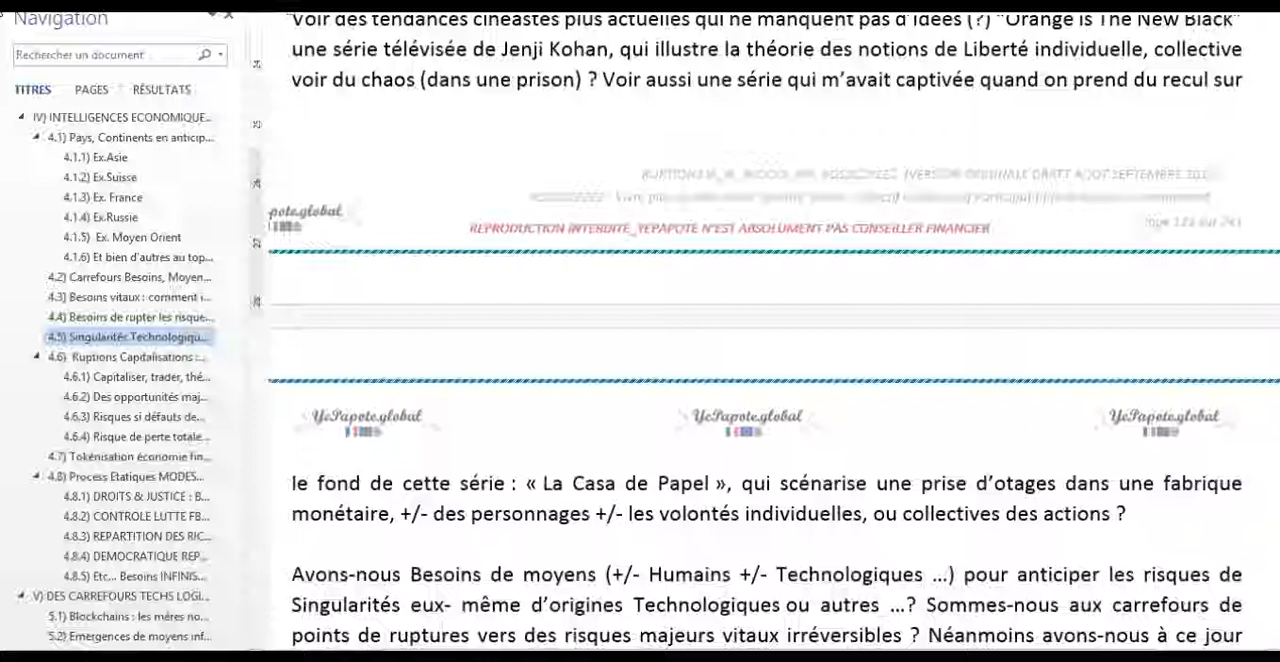 Navigation
Rechercher un document
TITRES PAGES RÉSULTATS
IV) INTELLIGENCES ECONOMIQUE...
4.1) Pays, Continents en anticip...
4.1.1) Ex.Asie
4.1.2) Ex.Suisse
4.1.3) Ex. France
4.1.4) Ex.Russie
4.1.5) Ex. Moyen Orient
4.1.6) Et bien d'autres au top...
4.2) Carrefours Besoins, Moyen...
4.3) Besoins vitaux : comment i...
4.4) Besoins de rupter les risque...
4.5) Singularités Technologiqu...
4.6) Ruptions Capitalisations :...
4.6.1) Capitaliser, trader, thé...
4.6.2) Des opportunités maj...
4.6.3) Risques si défauts de...
4.6.4) Risque de perte totale...
4.7) Tokénisation économie fin...
4.8) Process Etatiques MODES...
4.8.1) DROITS & JUSTICE : B...
4.8.2) CONTROLE LUTTE FB...
4.8.3) REPARTITION DES RIC...
4.8.4) DEMOCRATIQUE REP...
4.8.5) Etc... Besoins INFINIS...
V) DES CARREFOURS TECHS LOGI...
5.1) Blockchains : les mères no...
5.2) Emergences de moyens inf...
Voir des tendances cinéastes plus actuelles qui ne manquent pas d'idées (?) "Orange Is The New Black"
une série télévisée de Jenji Kohan, qui illustre la théorie des notions de Liberté individuelle, collective
voir du chaos (dans une prison) ? Voir aussi une série qui m'avait captivée quand on prend du recul sur
pote.global
REPRODUCTION INTERDITE_YEPAPOTE N'EST ABSOLUMENT PAS CONSEILLER FINANCIER
YePapote.global YePapote.global YePapote.global
le fond de cette série : « La Casa de Papel », qui scénarise une prise d'otages dans une fabrique
monétaire, +/- des personnages +/- les volontés individuelles, ou collectives des actions ?
Avons-nous Besoins de moyens (+/- Humains +/- Technologiques ...) pour anticiper les risques de
Singularités eux- même d'origines Technologiques ou autres ...? Sommes-nous aux carrefours de
points de ruptures vers des risques majeurs vitaux irréversibles ? Néanmoins avons-nous à ce jour